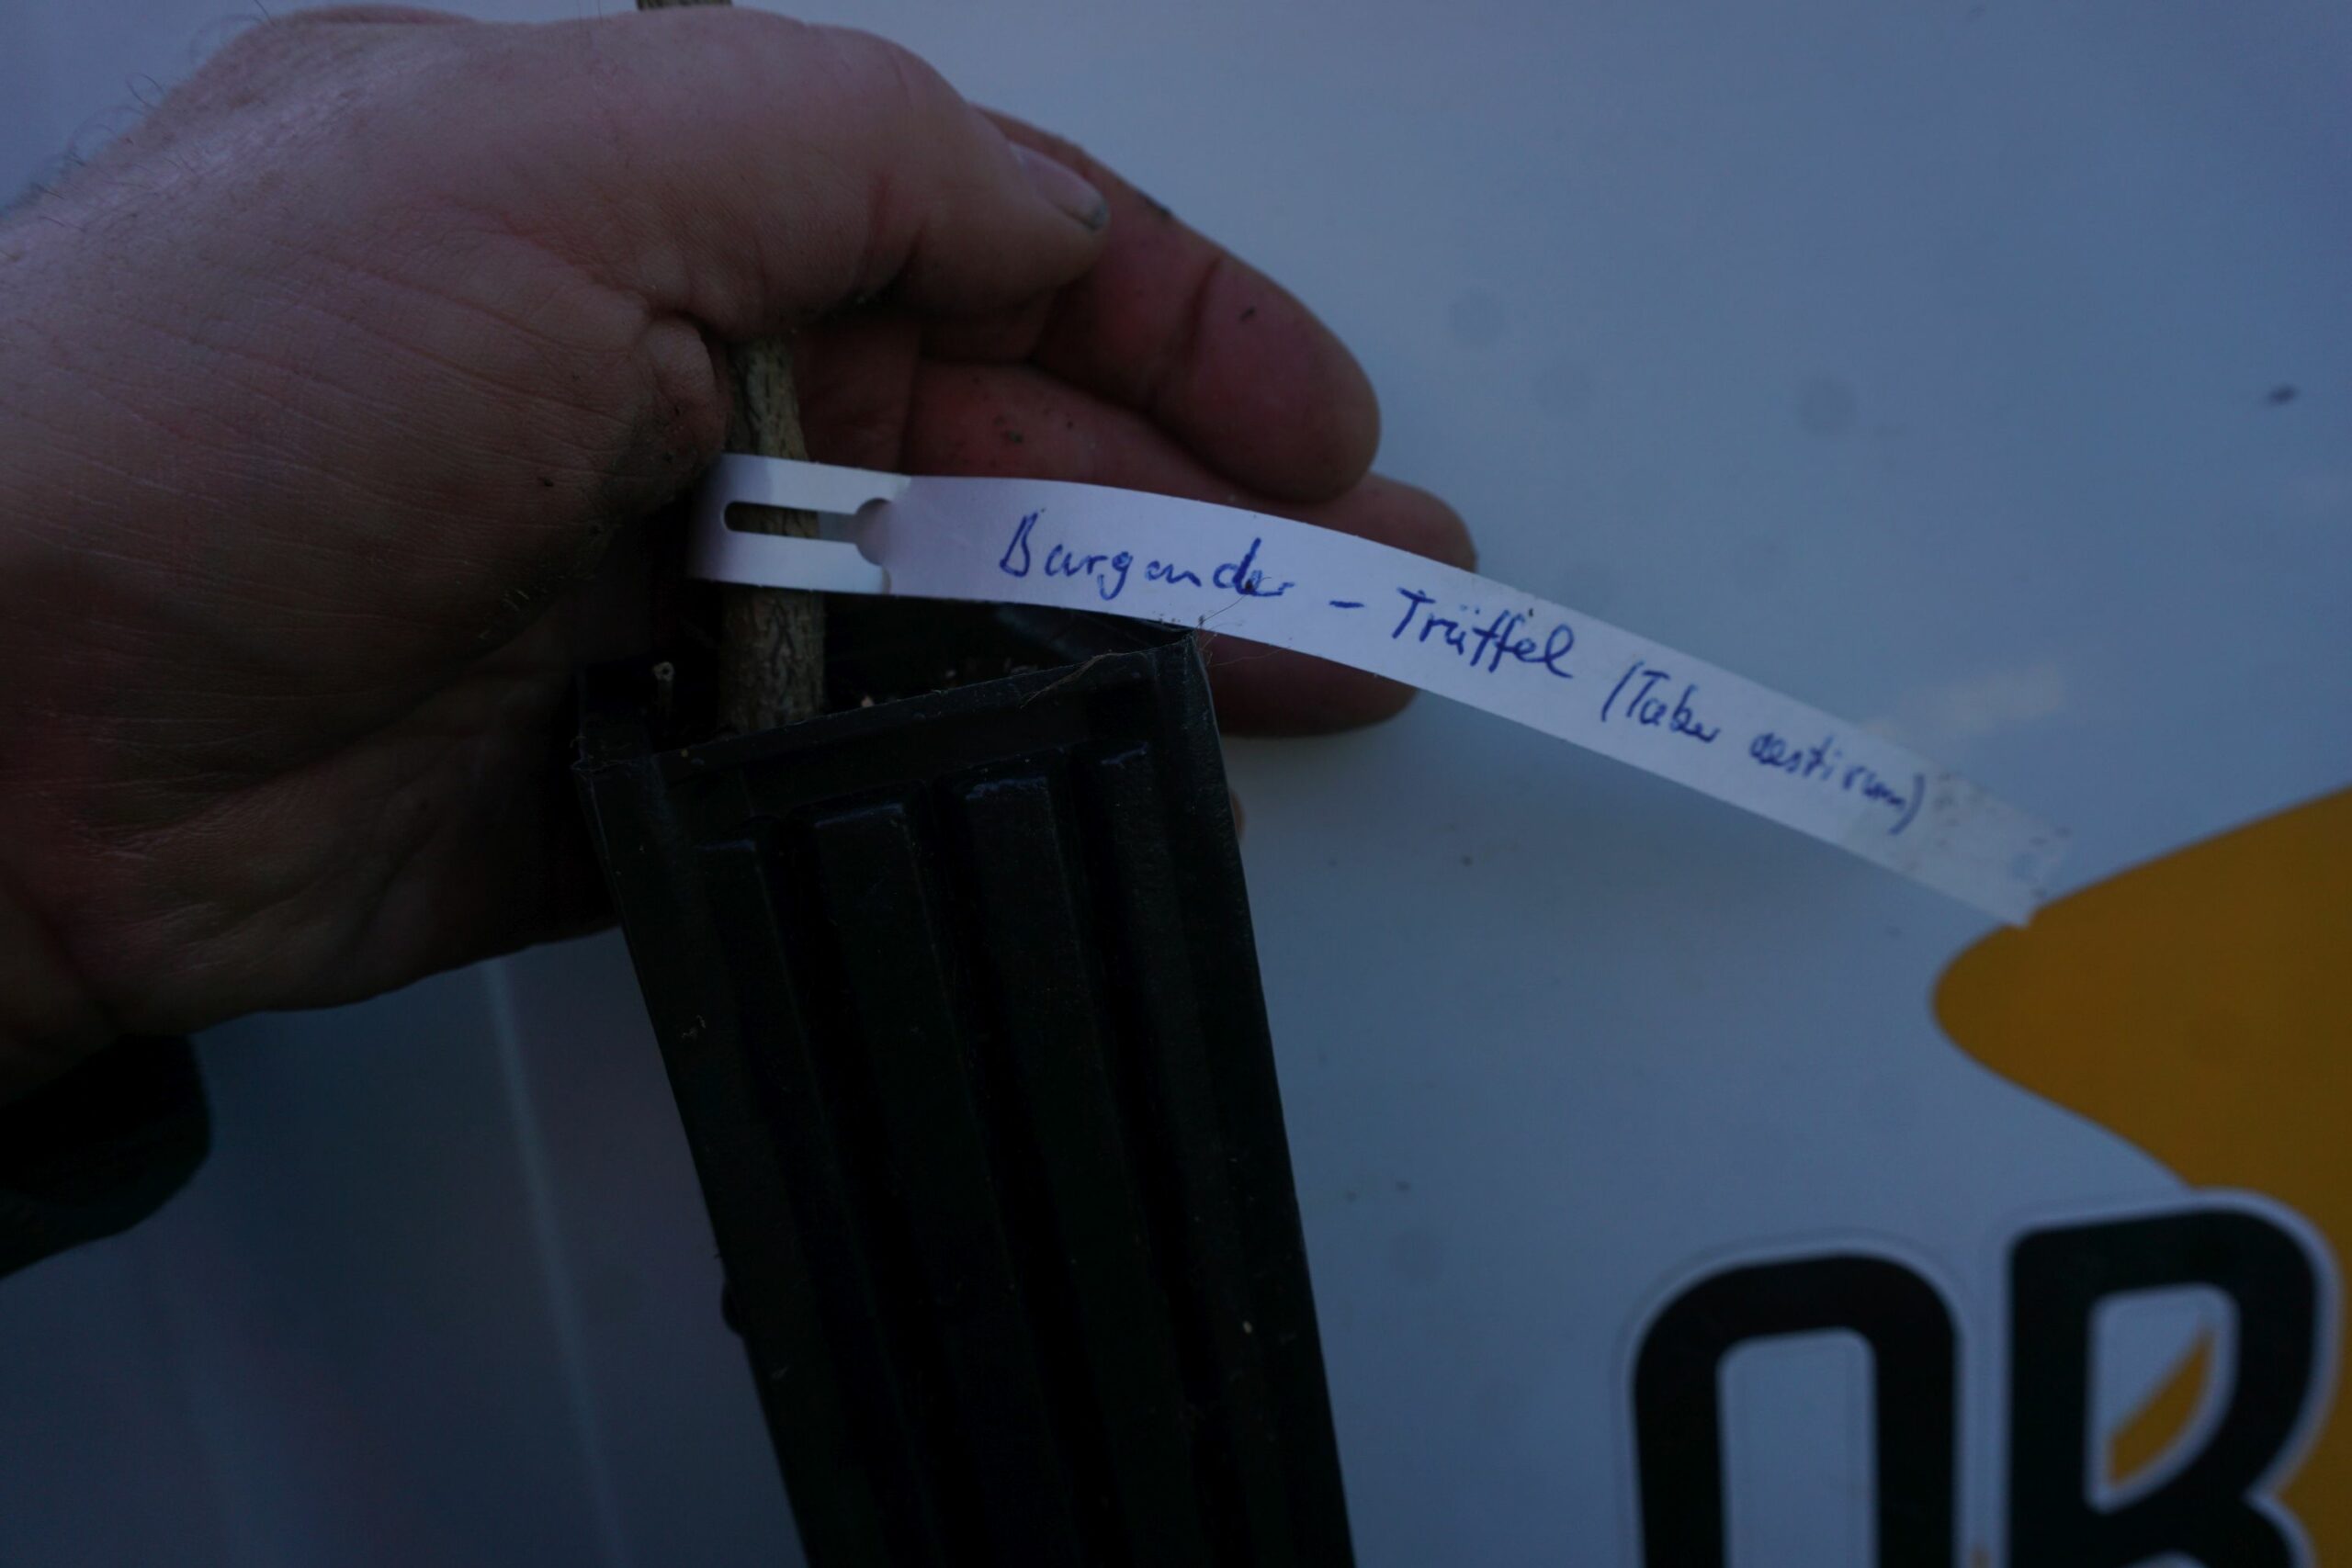 Burgunder - Trüffel (Tuber aestivum)
OB